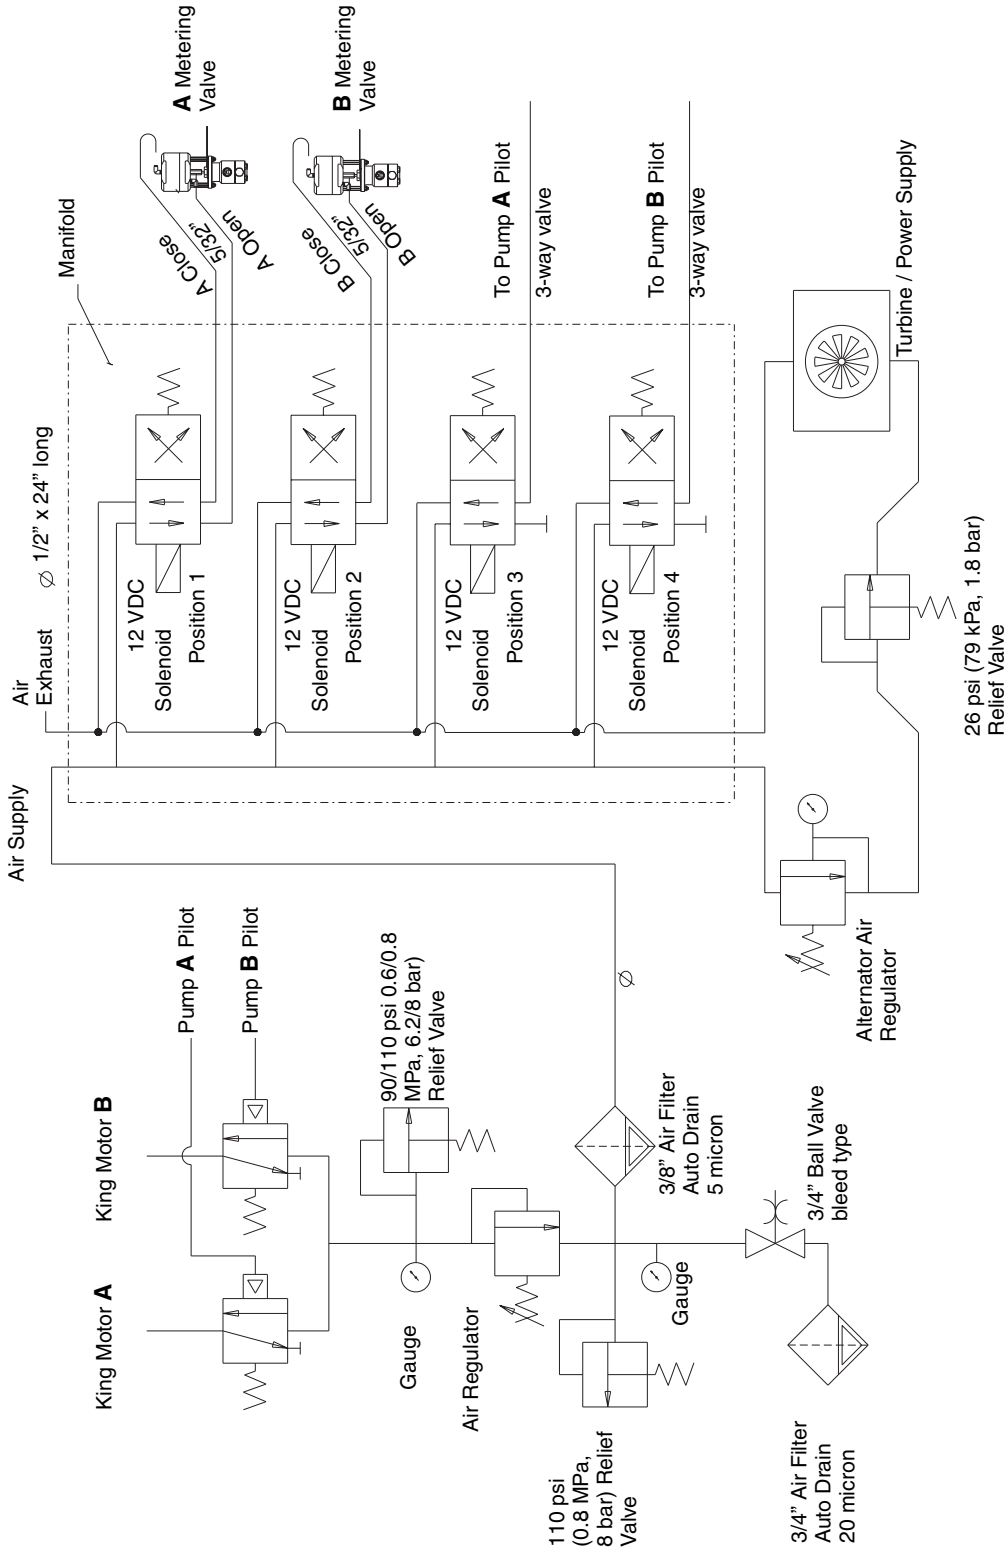 Manifold
A Metering
Valve
B Metering
Valve
A Close
5/32”
A Open
B Close
5/32”
B Open
To Pump A Pilot
3-way valve
To Pump B Pilot
3-way valve
Turbine / Power Supply
Air
Exhaust
∅ 1/2” x 24” long
12 VDC
Solenoid
Position 1
12 VDC
Solenoid
Position 2
12 VDC
Solenoid
Position 3
12 VDC
Solenoid
Position 4
26 psi (79 kPa, 1.8 bar)
Relief Valve
Air Supply
Alternator Air
Regulator
Pump A Pilot
Pump B Pilot
90/110 psi 0.6/0.8
MPa, 6.2/8 bar)
Relief Valve
∅
King Motor B
King Motor A
3/8” Air Filter
Auto Drain
5 micron
3/4” Ball Valve
bleed type
Gauge
Air Regulator
Gauge
110 psi
(0.8 MPa,
8 bar) Relief
Valve
3/4” Air Filter
Auto Drain
20 micron